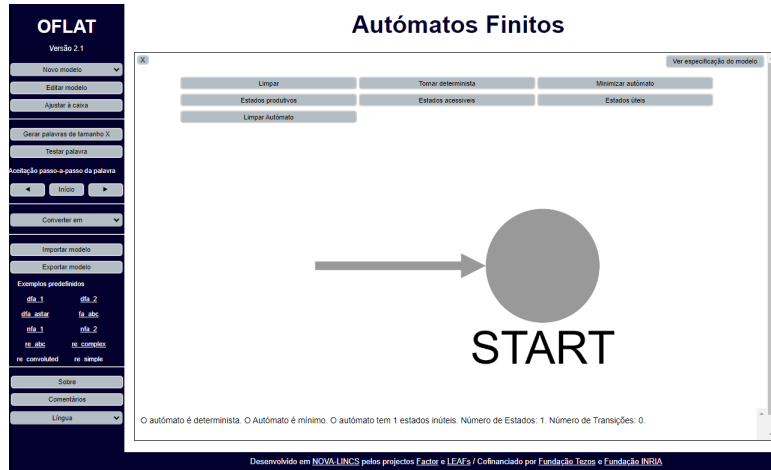 OFLAT
Versão 2.1
Novo modelo
Editar modelo
Ajustar à caixa
Gerar palavras de tamanho X
Testar palavra
Aceitação passo-a-passo da palavra
Início
Converter em
Importar modelo
Exportar modelo
Exemplos predefinidos
dfa_1 dfa_2
dfa_astar fa_abc
nfa_1 nfa_2
re_abc re_complex
re_convoluted re_simple
Sobre
Comentários
Língua
Autómatos Finitos
X
Ver especificação do modelo
Limpar Tornar determinista Minimizar autómato
Estados produtivos Estados acessíveis Estados úteis
Limpar Autómato
START
O autómato é determinista. O Autómato é mínimo. O autómato tem 1 estados inúteis. Número de Estados: 1. Número de Transições: 0.
Desenvolvido em NOVA-LINCS pelos projectos Factor e LEAFs / Cofinanciado por Fundação Tezos e Fundação INRIA